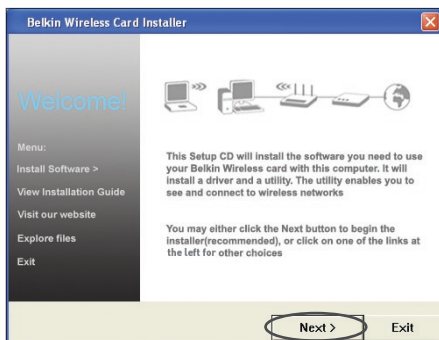 Belkin Wireless Card Installer
Welcome!
Menu:
Install Software >
View Installation Guide
Visit our website
Explore files
Exit
This Setup CD will install the software you need to use
your Belkin Wireless card with this computer. It will
install a driver and a utility. The utility enables you to
see and connect to wireless networks
You may either click the Next button to begin the
installer(recommended), or click on one of the links at
the left for other choices
Next >
Exit